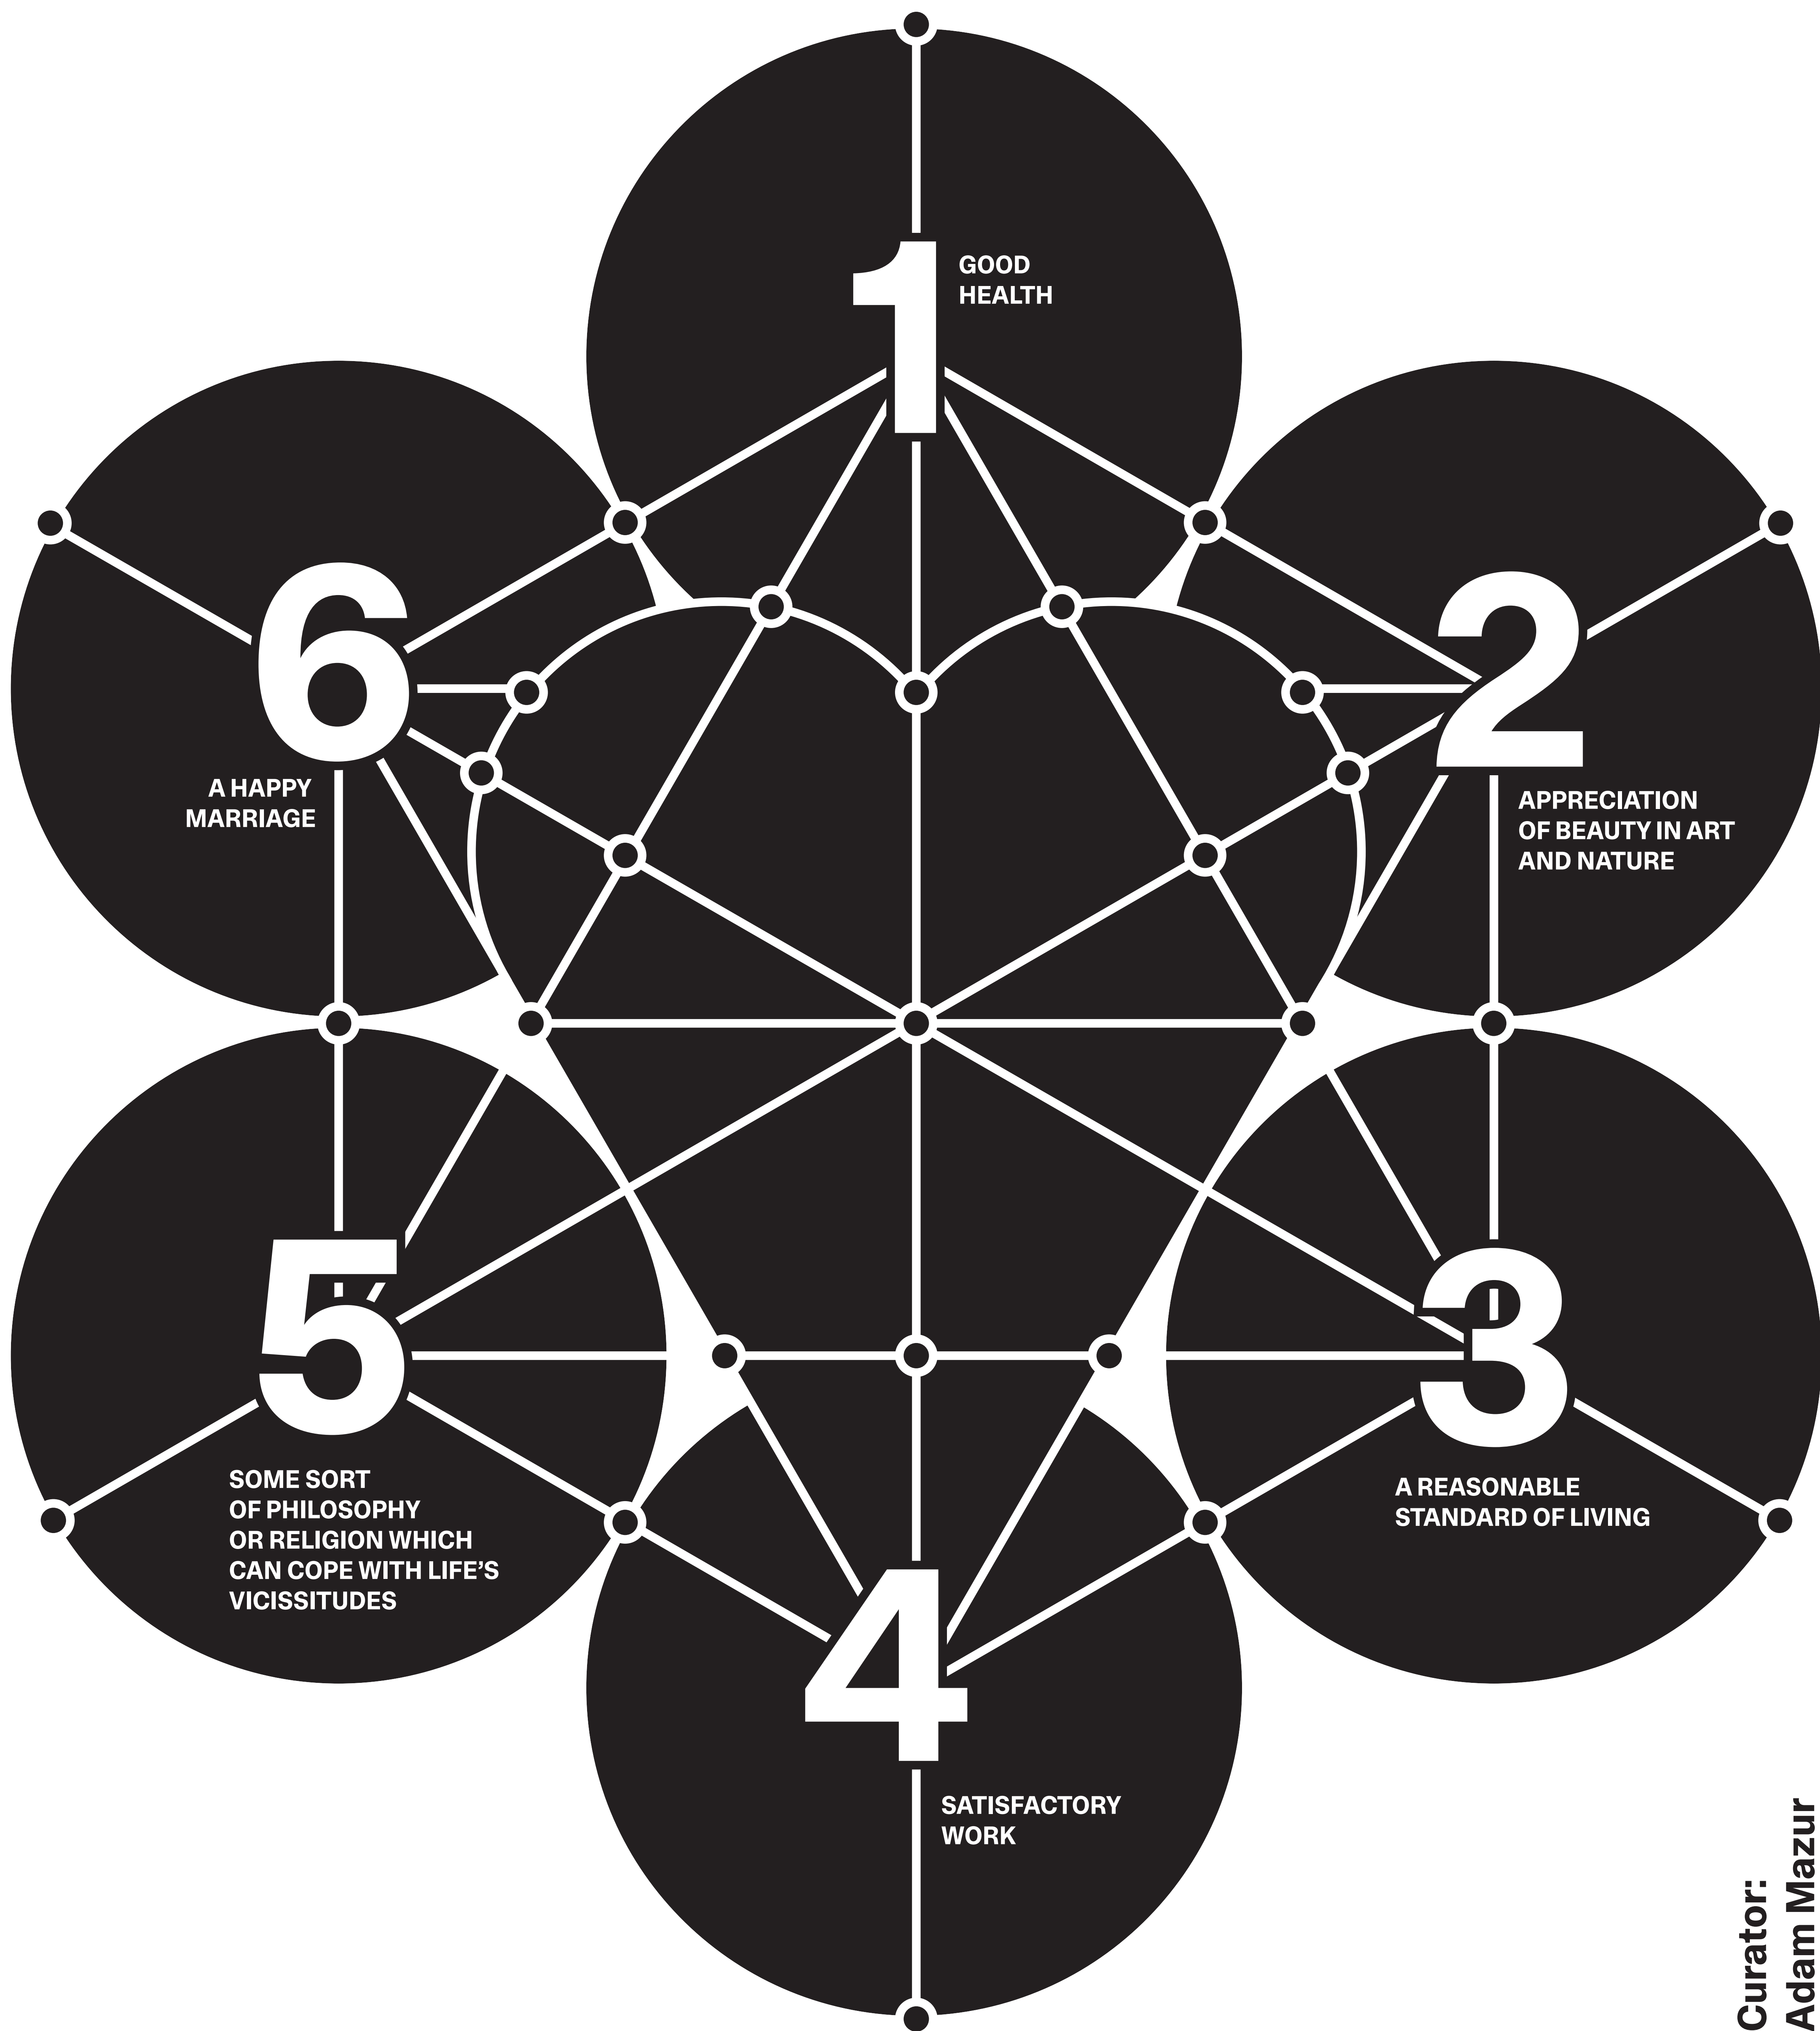 1
GOOD
HEALTH
2
APPRECIATION
OF BEAUTY IN ART
AND NATURE
3
A REASONABLE
STANDARD OF LIVING
4
SATISFACTORY
WORK
5
SOME SORT
OF PHILOSOPHY
OR RELIGION WHICH
CAN COPE WITH LIFE’S
VICISSITUDES
6
A HAPPY
MARRIAGE
Curator:
Adam Mazur